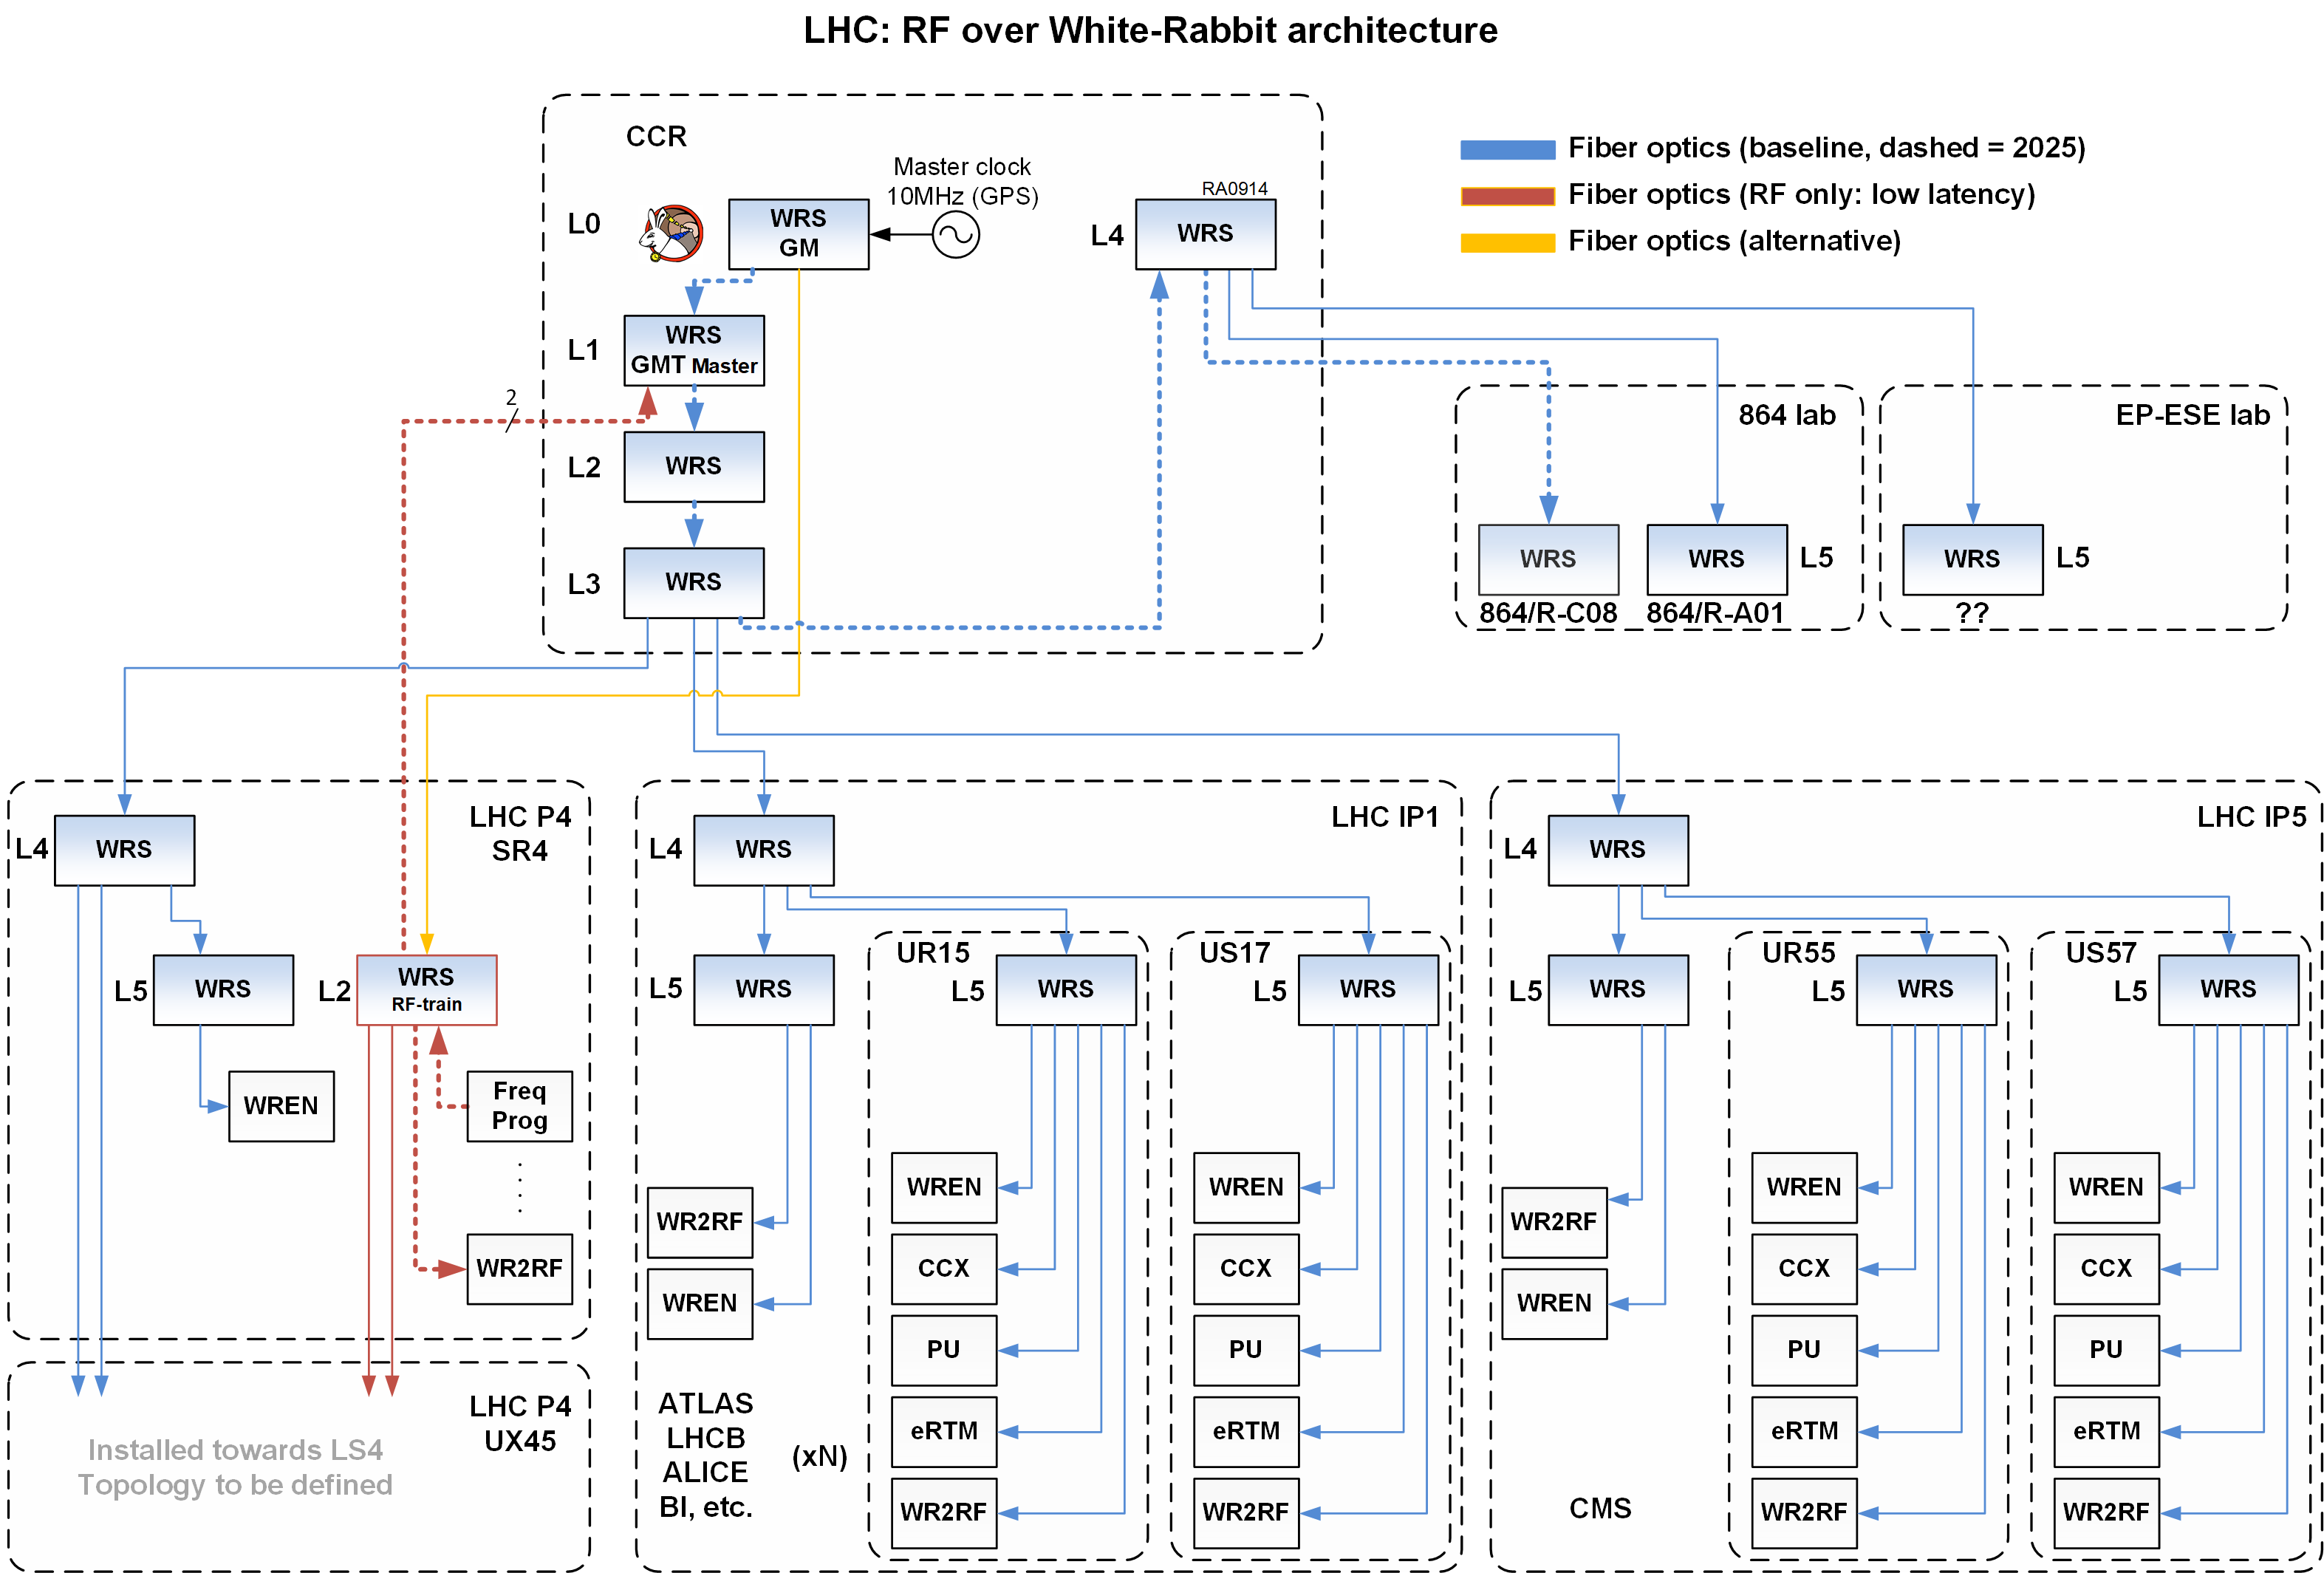 LHC: RF over White-Rabbit architecture
CCR
Master clock
10MHz (GPS)
RA0914
L0
WRS
GM
L4
WRS
Fiber optics (baseline, dashed = 2025)
Fiber optics (RF only: low latency)
Fiber optics (alternative)
L1
WRS
GMT Master
2
L2
WRS
L3
WRS
864 lab
WRS
864/R-C08
WRS
864/R-A01
L5
EP-ESE lab
WRS
??
L5
LHC P4
SR4
L4
WRS
L5
WRS
L2
WRS
RF-train
WREN
Freq
Prog
WR2RF
LHC P4
UX45
Installed towards LS4
Topology to be defined
LHC IP1
L4
WRS
L5
WRS
WR2RF
WREN
ATLAS
LHCB
ALICE
BI, etc.
(xN)
UR15
L5
WRS
WREN
CCX
PU
eRTM
WR2RF
US17
L5
WRS
WREN
CCX
PU
eRTM
WR2RF
LHC IP5
L4
WRS
L5
WRS
WR2RF
WREN
CMS
UR55
L5
WRS
WREN
CCX
PU
eRTM
WR2RF
US57
L5
WRS
WREN
CCX
PU
eRTM
WR2RF